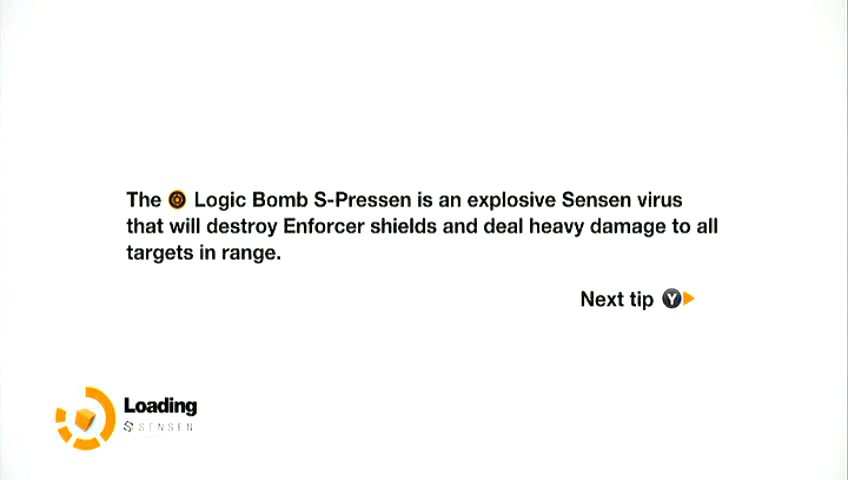 The Logic Bomb S-Pressen is an explosive Sensen virus
that will destroy Enforcer shields and deal heavy damage to all
targets in range.
Next tip Y
Loading
SENSEN